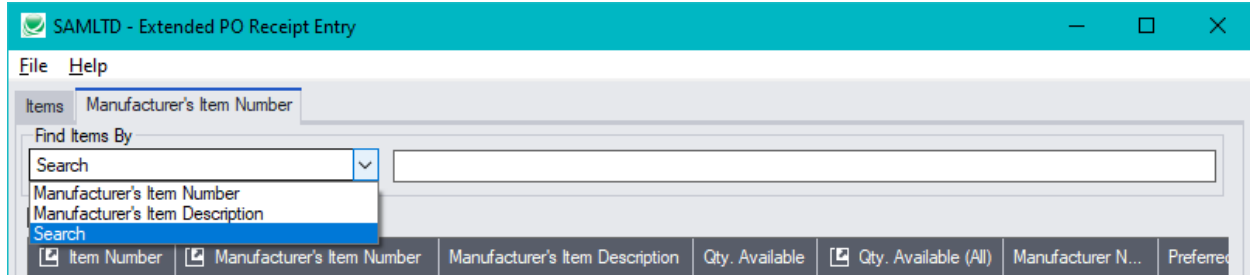 SAMLTD - Extended PO Receipt Entry
File Help
Items Manufacturer's Item Number
Find Items By
Search
Manufacturer's Item Number
Manufacturer's Item Description
Search
Item Number Manufacturer's Item Number Manufacturer's Item Description Qty. Available Qty. Available (All) Manufacturer N... Preferred